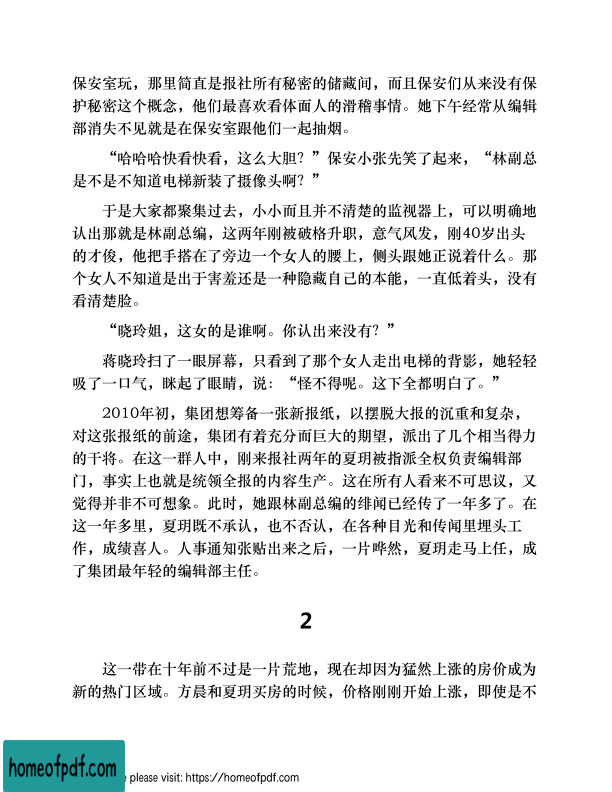 保安室玩，那里简直是报社所有秘密的储藏间，而且保安们从来没有保
护秘密这个概念，他们最喜欢看体面人的滑稽事情。她下午经常从编辑
部消失不见就是在保安室跟他们一起抽烟。
“哈哈哈快看快看，这么大胆？”保安小张先笑了起来，“林副总
是不是不知道电梯新装了摄像头啊？”
于是大家都聚集过去，小小而且并不清楚的监视器上，可以明确地
认出那就是林副总编，这两年刚被破格升职，意气风发，刚40岁出头
的才俊，他把手搭在了旁边一个女人的腰上，侧头跟她正说着什么。那
个女人不知道是出于害羞还是一种隐藏自己的本能，一直低着头，没有
看清楚脸。
“晓玲姐，这女的是谁啊。你认出来没有？”
蒋晓玲扫了一眼屏幕，只看到了那个女人走出电梯的背影，她轻轻
吸了一口气，眯起了眼睛，说：“怪不得呢。这下全都明白了。”
2010年初，集团想筹备一张新报纸，以摆脱大报的沉重和复杂，
对这张报纸的前途，集团有着充分而巨大的期望，派出了几个相当得力
的干将。在这一群人中，刚来报社两年的夏玥被指派全权负责编辑部
门，事实上也就是统领全报的内容生产。这在所有人看来不可思议，又
觉得并非不可想象。此时，她跟林副总编的绯闻已经传了一年多了。在
这一年多里，夏玥既不承认，也不否认，在各种目光和传闻里埋头工
作，成绩喜人。人事通知张贴出来之后，一片哗然，夏玥走马上任，成
了集团最年轻的编辑部主任。
2
这一带在十年前不过是一片荒地，现在却因为猛然上涨的房价成为
新的热门区域。方晨和夏玥买房的时候，价格刚刚开始上涨，即使是不
homeofpdf.com
e please visit: https://homeofpdf.com